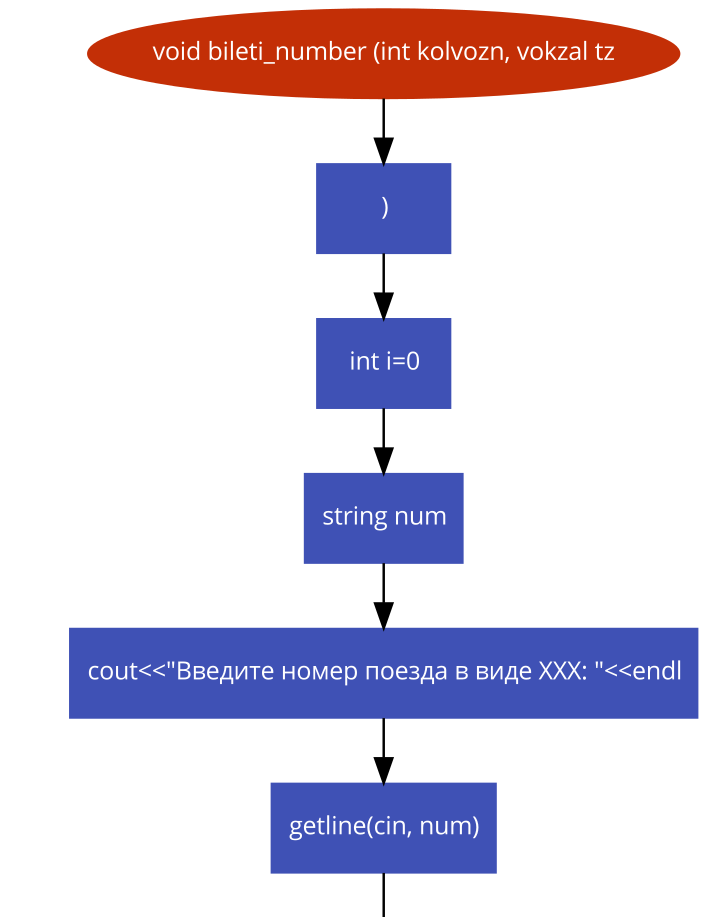 void bileti_number (int kolvozn, vokzal tz
)
int i=0
string num
cout<<"Введите номер поезда в виде XXX: "<<endl
getline(cin, num)